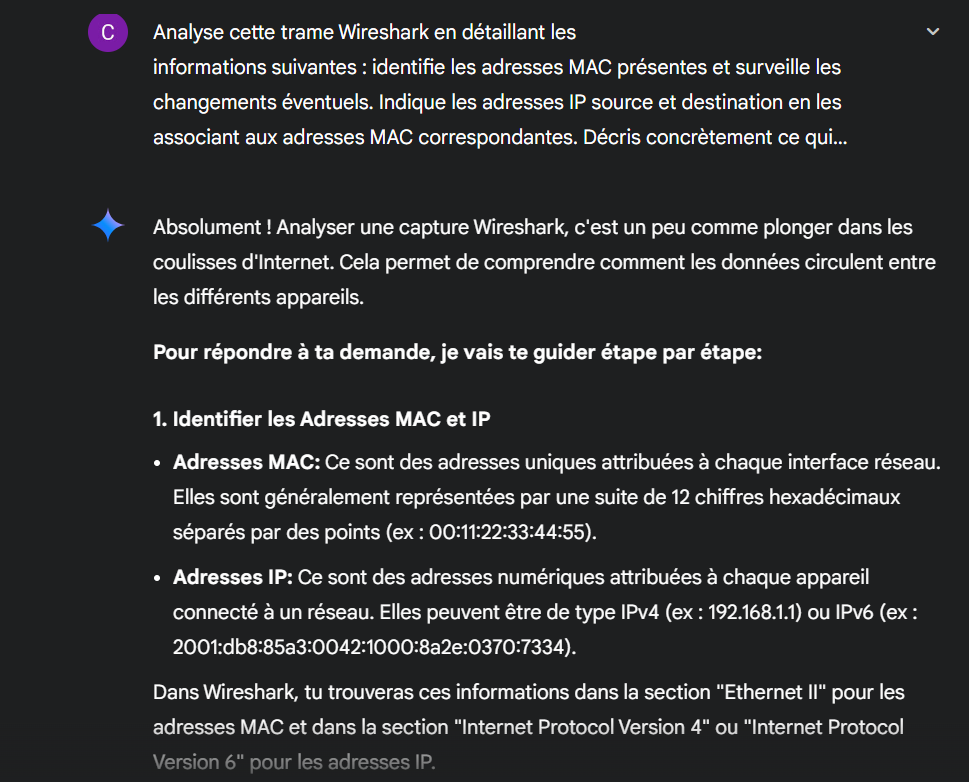 C
Analyse cette trame Wireshark en détaillant les
informations suivantes : identifie les adresses MAC présentes et surveille les
changements éventuels. Indique les adresses IP source et destination en les
associant aux adresses MAC correspondantes. Décris concrètement ce qui...
Absolument ! Analyser une capture Wireshark, c'est un peu comme plonger dans les
coulisses d'Internet. Cela permet de comprendre comment les données circulent entre
les différents appareils.
Pour répondre à ta demande, je vais te guider étape par étape:
1. Identifier les Adresses MAC et IP
• Adresses MAC: Ce sont des adresses uniques attribuées à chaque interface réseau.
Elles sont généralement représentées par une suite de 12 chiffres hexadécimaux
séparés par des points (ex : 00:11:22:33:44:55).
• Adresses IP: Ce sont des adresses numériques attribuées à chaque appareil
connecté à un réseau. Elles peuvent être de type IPv4 (ex : 192.168.1.1) ou IPv6 (ex :
2001:db8:85a3:0042:1000:8a2e:0370:7334).
Dans Wireshark, tu trouveras ces informations dans la section "Ethernet II" pour les
adresses MAC et dans la section "Internet Protocol Version 4" ou "Internet Protocol
Version 6" pour les adresses IP.